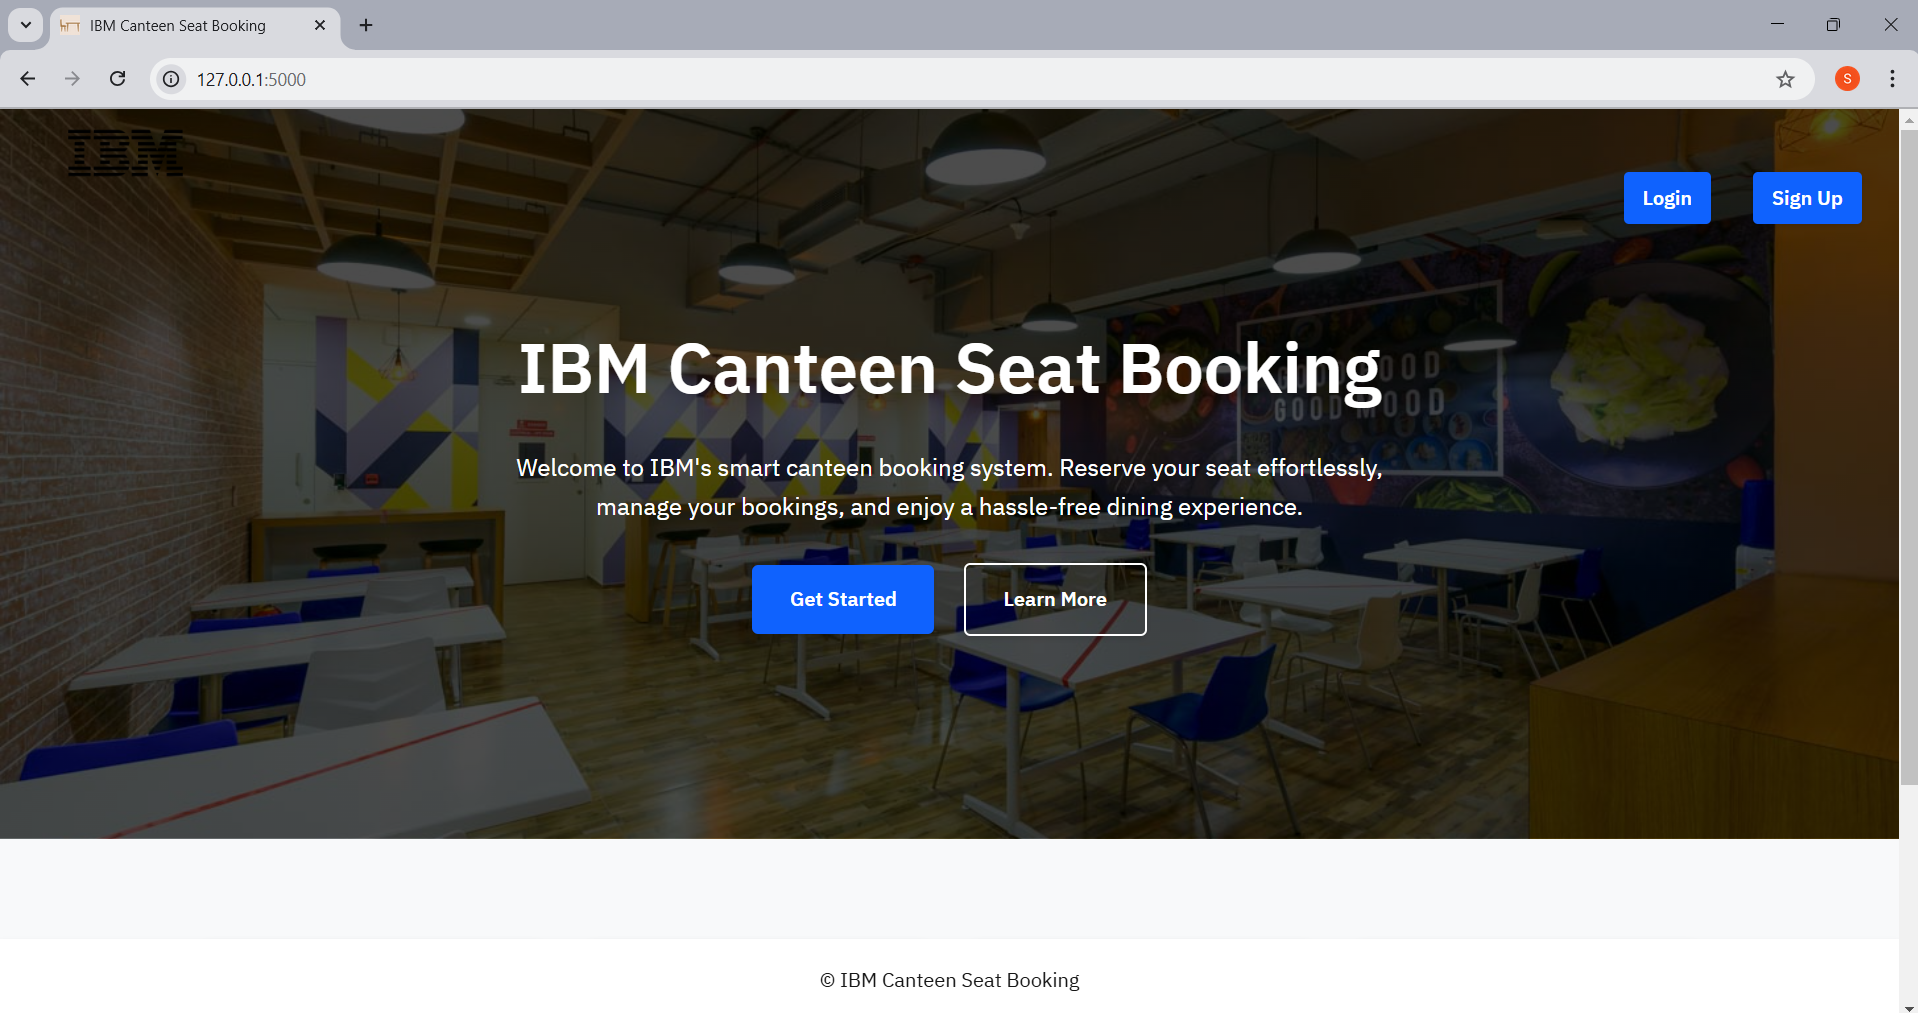 IBM Canteen Seat Booking
127.0.0.1:5000
S
IBM
Login
Sign Up
IBM Canteen Seat Booking
GOOD MOOD
Welcome to IBM's smart canteen booking system. Reserve your seat effortlessly,
manage your bookings, and enjoy a hassle-free dining experience.
Get Started
Learn More
© IBM Canteen Seat Booking